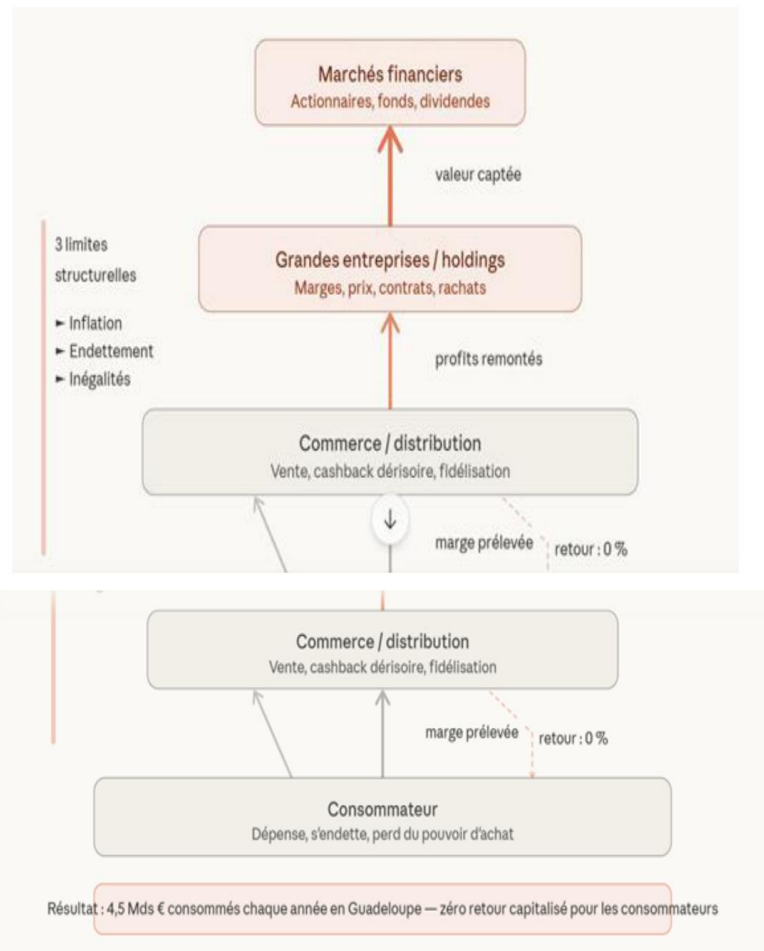 Marchés financiers
Actionnaires, fonds, dividendes
valeur captée
3 limites
structurelles
► Inflation
► Endettement
► Inégalités
Grandes entreprises / holdings
Marges, prix, contrats, rachats
profits remontés
Commerce / distribution
Vente, cashback dérisoire, fidélisation
marge prélevée
retour : 0 %
Commerce / distribution
Vente, cashback dérisoire, fidélisation
marge prélevée
retour : 0 %
Consommateur
Dépense, s'endette, perd du pouvoir d'achat
Résultat : 4,5 Mds € consommés chaque année en Guadeloupe — zéro retour capitalisé pour les consommateurs